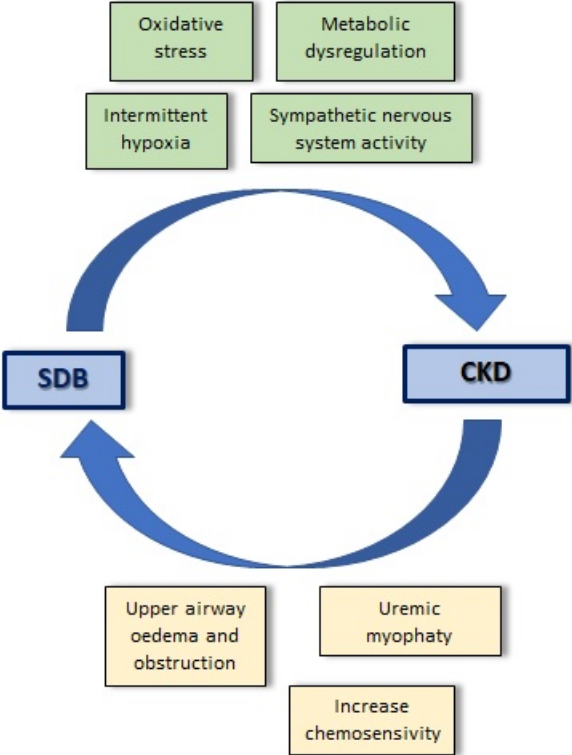 Oxidative
stress
Metabolic
dysregulation
Intermittent
hypoxia
Sympathetic nervous
system activity
SDB
CKD
Upper airway
oedema and
obstruction
Uremic
myophaty
Increase
chemosensivity